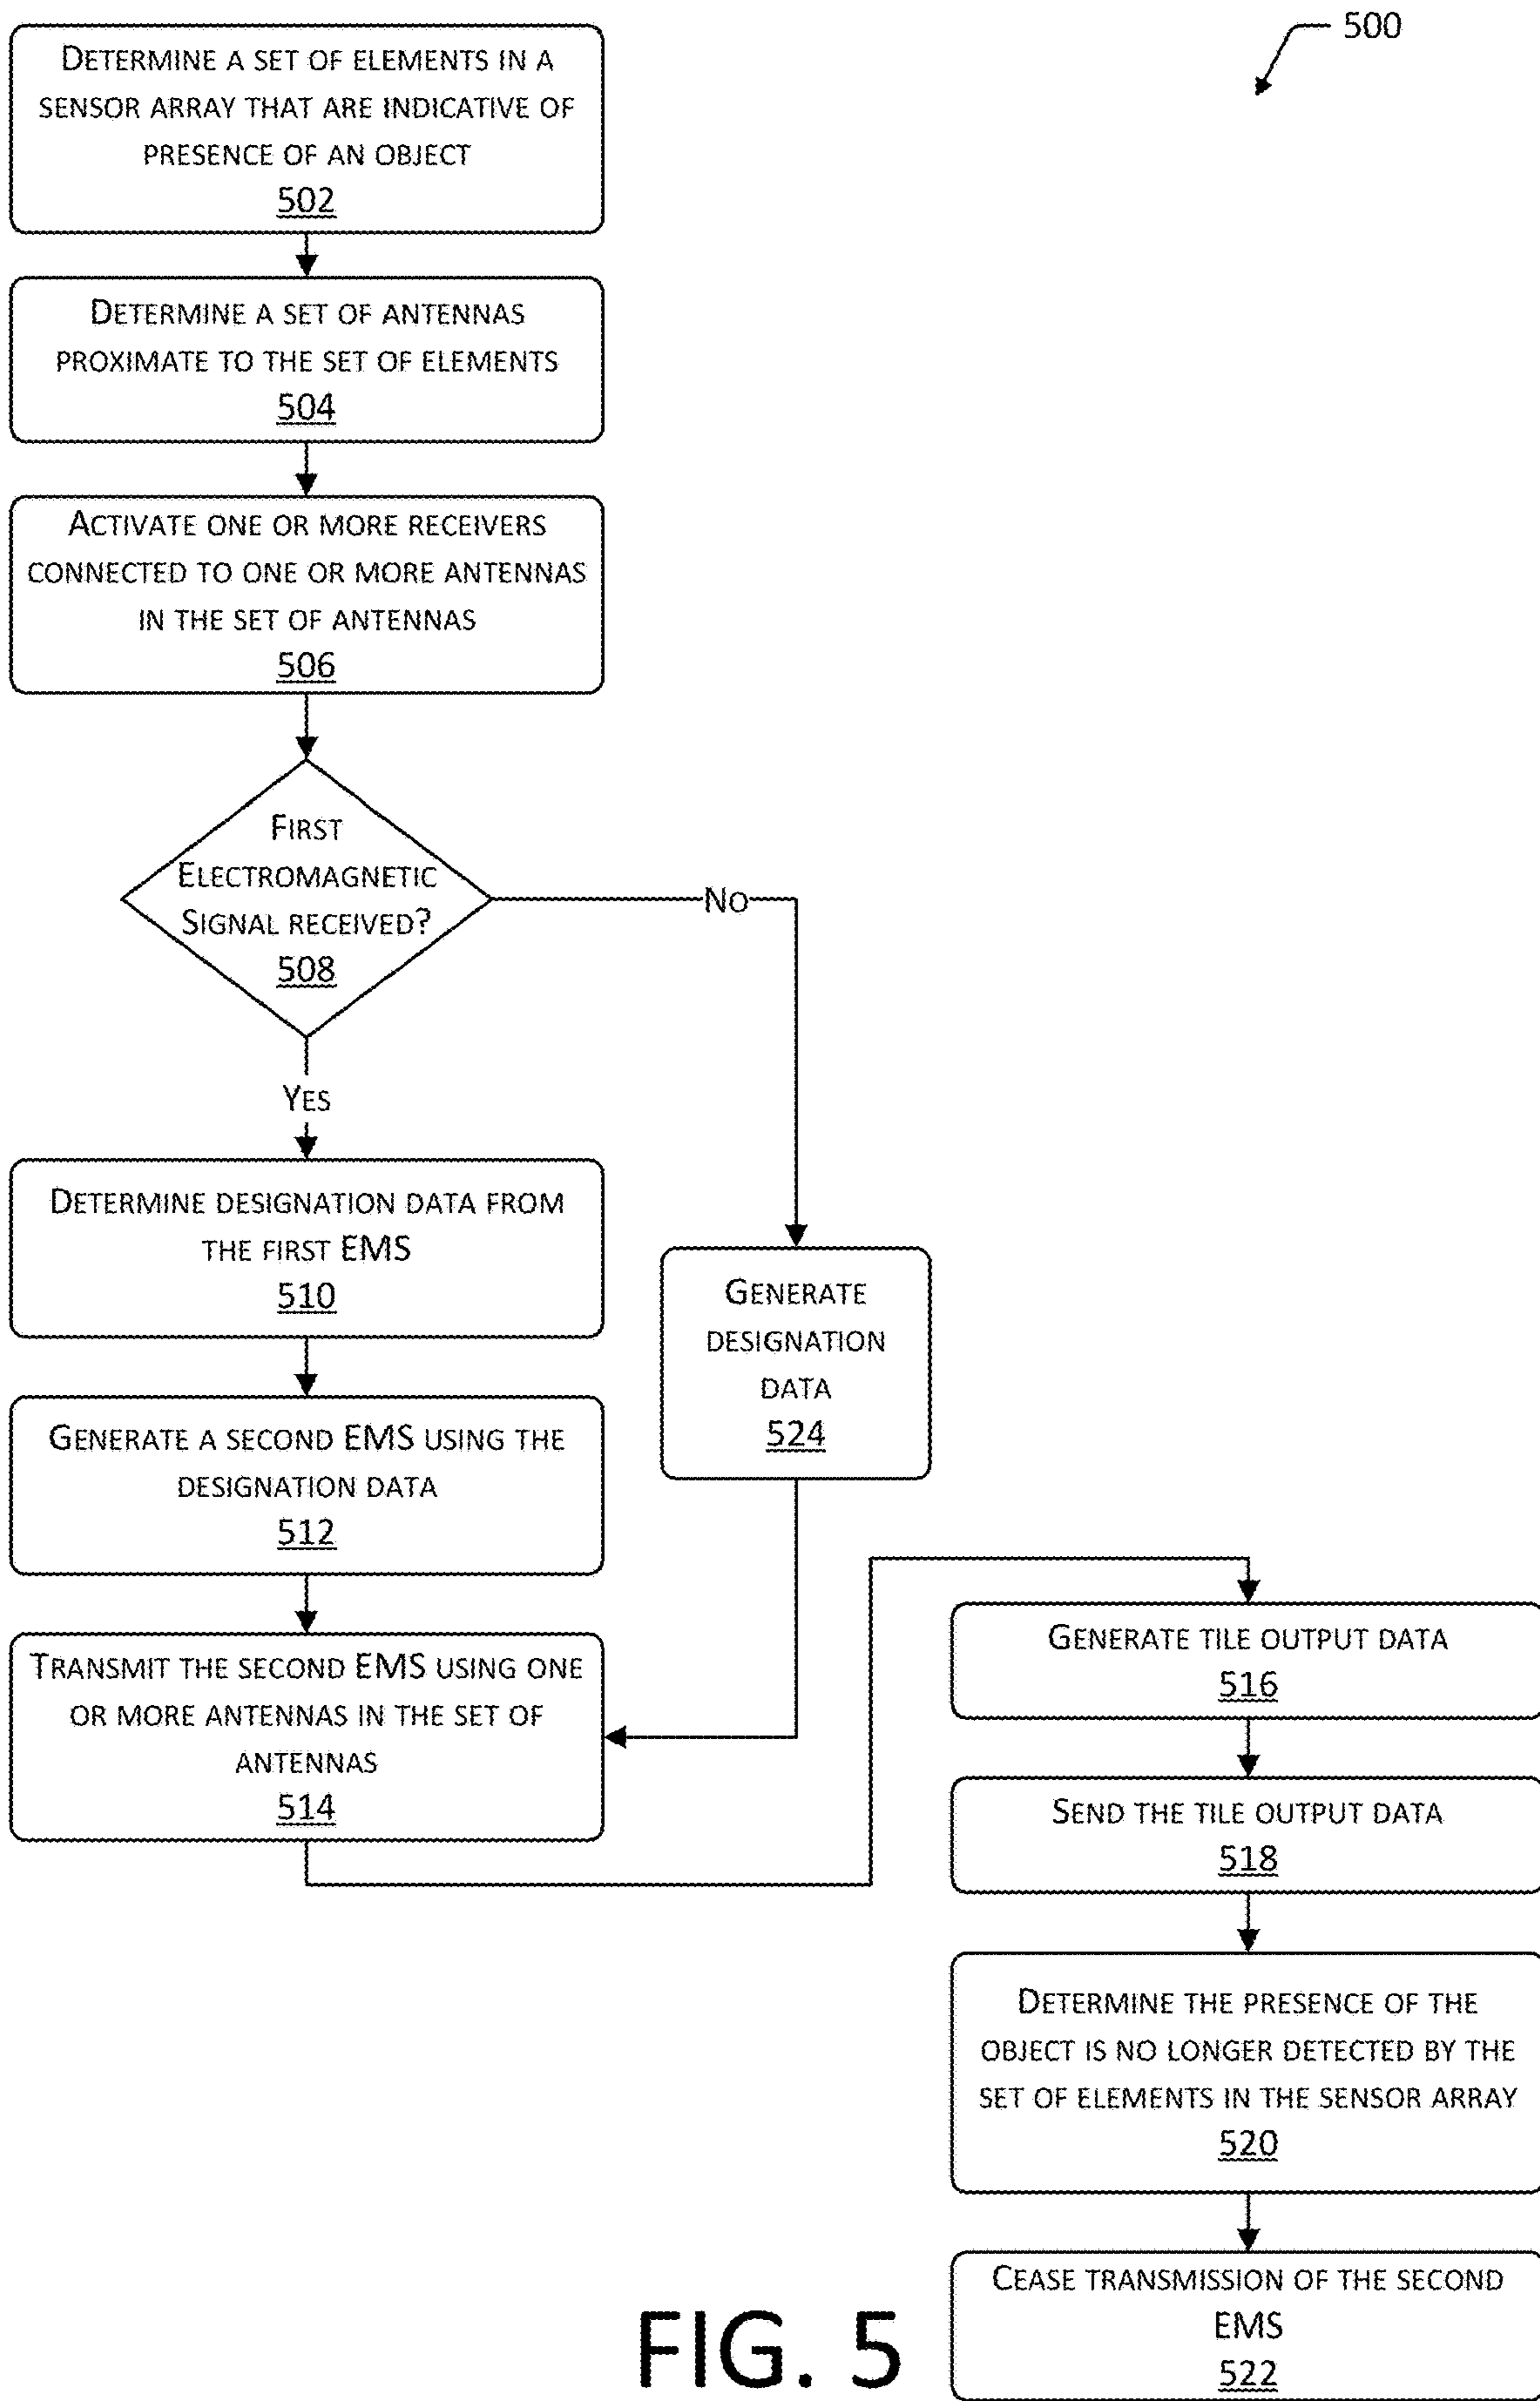 500
DETERMINE A SET OF ELEMENTS IN A
SENSOR ARRAY THAT ARE INDICATIVE OF
PRESENCE OF AN OBJECT
502
DETERMINE A SET OF ANTENNAS
PROXIMATE TO THE SET OF ELEMENTS
504
ACTIVATE ONE OR MORE RECEIVERS
CONNECTED TO ONE OR MORE ANTENNAS
IN THE SET OF ANTENNAS
506
FIRST
ELECTROMAGNETIC
SIGNAL RECEIVED?
508
NO
YES
DETERMINE DESIGNATION DATA FROM
THE FIRST EMS
510
GENERATE A SECOND EMS USING THE
DESIGNATION DATA
512
GENERATE
DESIGNATION
DATA
524
TRANSMIT THE SECOND EMS USING ONE
OR MORE ANTENNAS IN THE SET OF
ANTENNAS
514
GENERATE TILE OUTPUT DATA
516
SEND THE TILE OUTPUT DATA
518
DETERMINE THE PRESENCE OF THE
OBJECT IS NO LONGER DETECTED BY THE
SET OF ELEMENTS IN THE SENSOR ARRAY
520
CEASE TRANSMISSION OF THE SECOND
EMS
522
FIG. 5